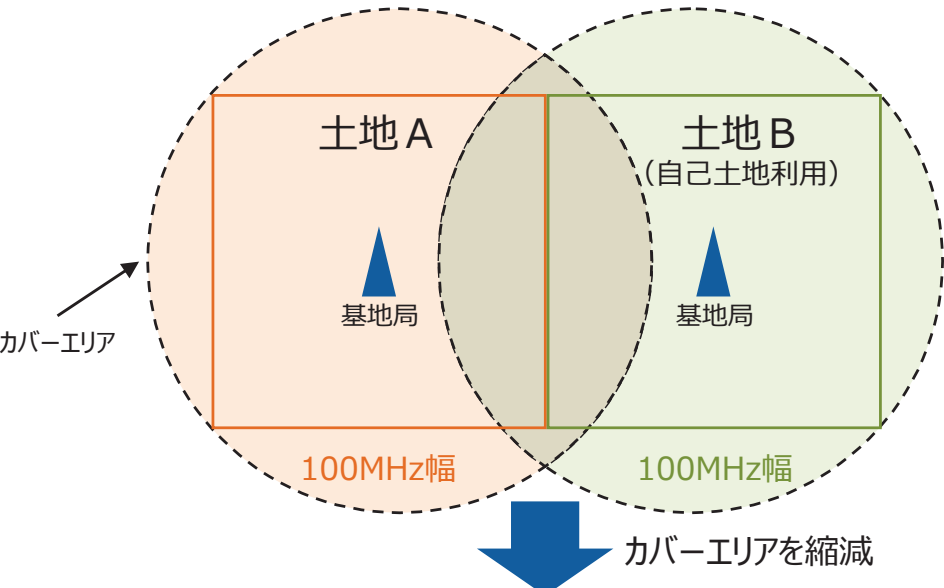 土地A
土地B
（自己土地利用）
基地局
基地局
カバーエリア
100MHz幅
100MHz幅
カバーエリアを縮減